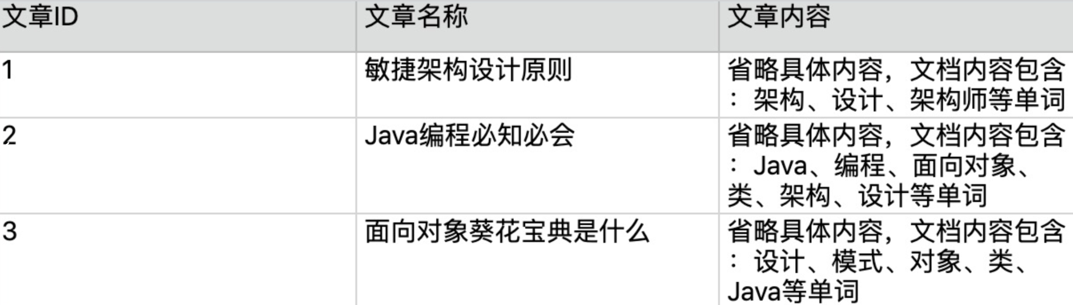 文章ID 文章名称 文章内容
1 敏捷架构设计原则 省略具体内容，文档内容包含
：架构、设计、架构师等单词
2 Java编程必知必会 省略具体内容，文档内容包含
：Java、编程、面向对象、
类、架构、设计等单词
3 面向对象葵花宝典是什么 省略具体内容，文档内容包含
：设计、模式、对象、类、
Java等单词